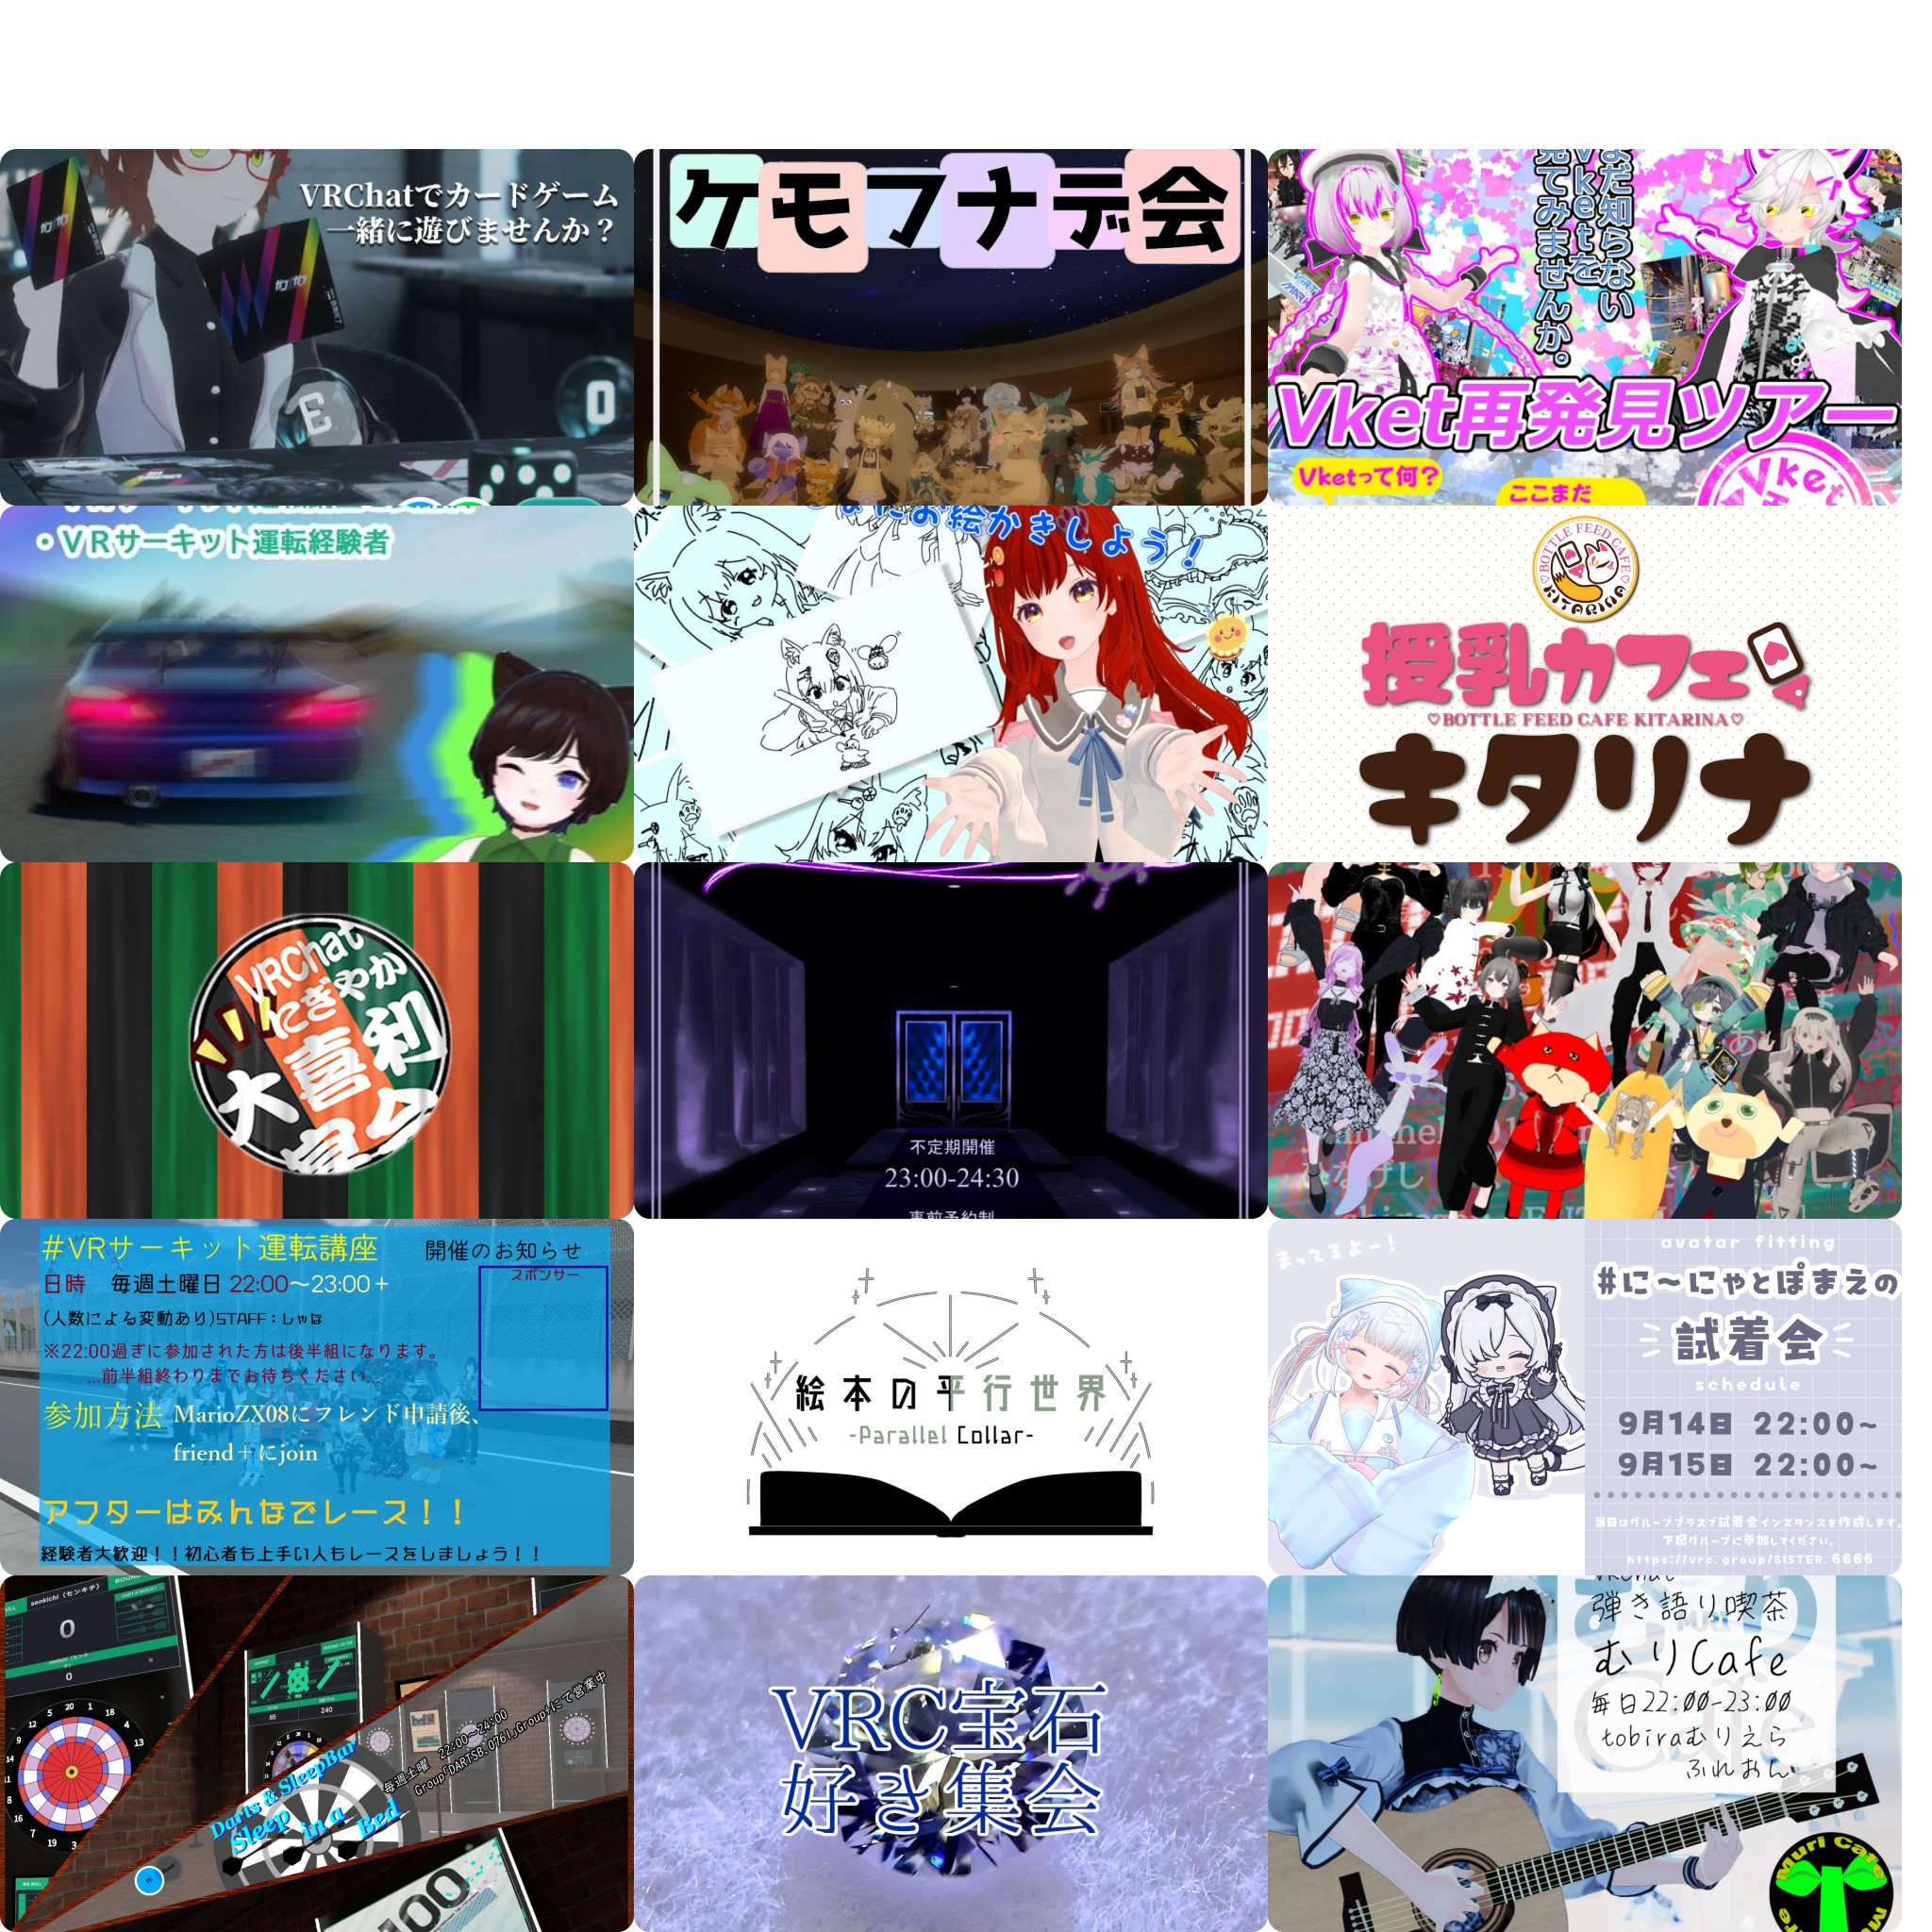 VRChatでカードゲーム
一緒に遊びませんか？
E
O
ケモフナデ会
まだ知らない
Vketを
見てみませんか。
Vket再発見ツアー
Vketって何？
ここまだ
Vket
・VRサーキット運転経験者
お絵かきしよう！
BOTTLE FEED CAFE
KITARINA
授乳カフェ
♡BOTTLE FEED CAFE KITARINA♡
キタリナ
VRChat
にぎやか
大喜利
宴会
不定期開催
23:00-24:30
事前予約制
#VRサーキット運転講座 開催のお知らせ
日時 毎週土曜日 22:00～23:00+
スポンサー
(人数による変動あり)STAFF：しゃな
※22:00過ぎに参加された方は後半組になります。
...前半組終わりまでお待ちください...
参加方法 MarioZX08にフレンド申請後、
friend+にjoin
アフターはみんなでレース！！
経験者大歓迎！！初心者も上手い人もレースをしましょう！！
絵本の平行世界
-Parallel Collar-
まってるよー！
avatar fitting
#に～にゃとぽまえの
試着会
schedule
9月14日 22:00~
9月15日 22:00~
当日はグループプラスで試着会インスタンスを作成します。
下記グループに参加してください。
https://vrc.group/SISTER.6666
senkichi (センキチ)
0
0
85
240
毎週土曜 22:00～24:00
Group「DARTSB.0761」Group+にて営業中
Darts & SleepBar
Sleep in a Bed
PC
100
VRC宝石
好き集会
VRChat
弾き語り喫茶
むりCafe
毎日22:00-23:00
tobiraむりえら
ふれおん
Muri Cafe